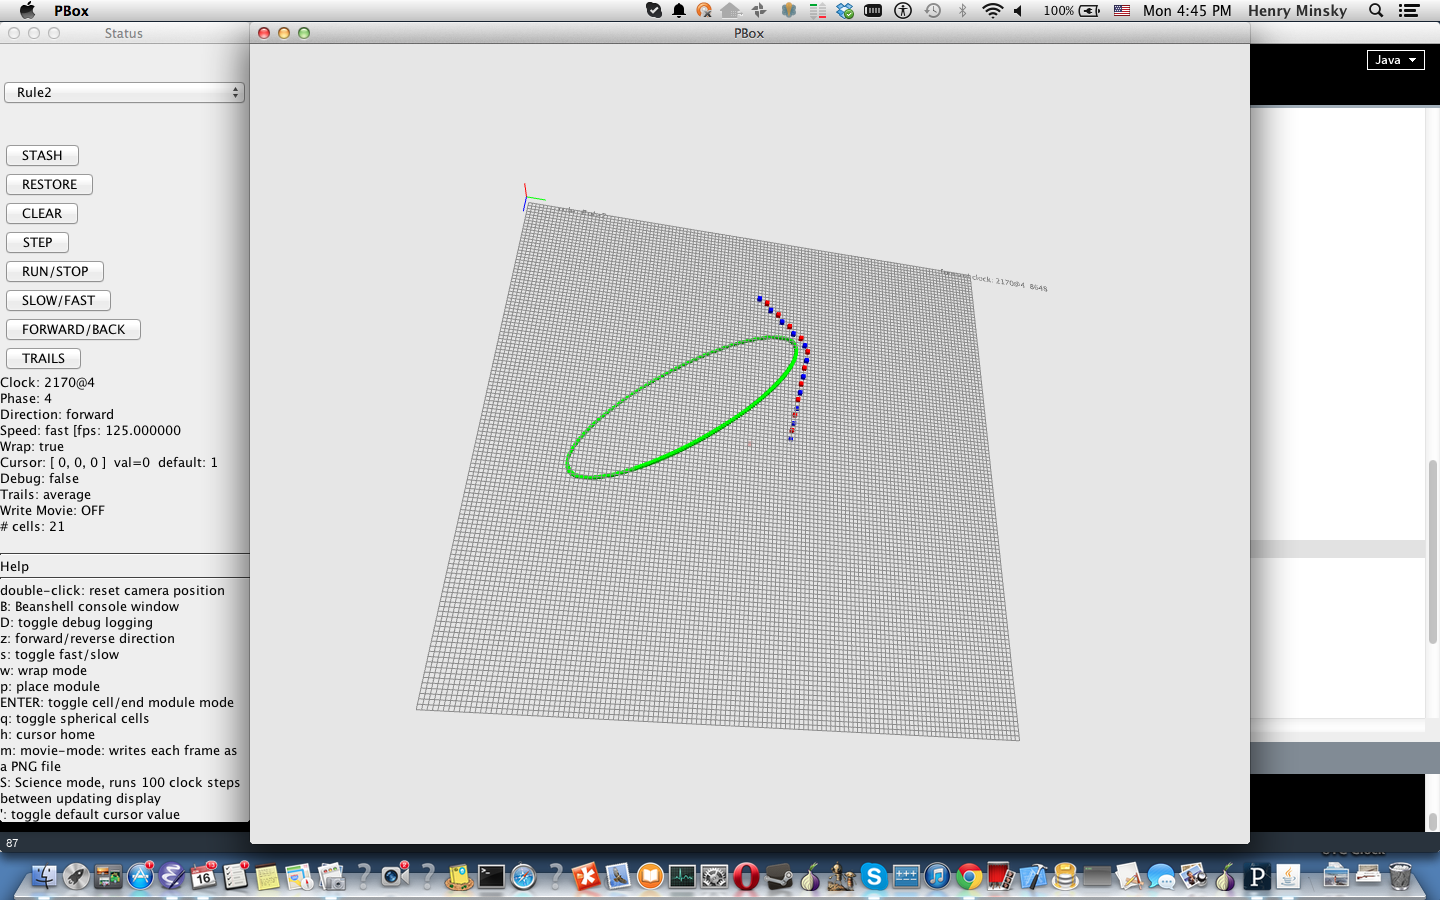 PBox
100%
Mon 4:45 PM
Henry Minsky
Status
PBox
Java
Rule2
STASH
RESTORE
CLEAR
STEP
RUN/STOP
SLOW/FAST
FORWARD/BACK
TRAILS
Clock: 2170@4
Phase: 4
Direction: forward
Speed: fast [fps: 125.000000
Wrap: true
Cursor: [ 0, 0, 0 ] val=0 default: 1
Debug: false
Trails: average
Write Movie: OFF
# cells: 21
Help
double-click: reset camera position
B: Beanshell console window
D: toggle debug logging
z: forward/reverse direction
s: toggle fast/slow
w: wrap mode
p: place module
ENTER: toggle cell/end module mode
q: toggle spherical cells
h: cursor home
m: movie-mode: writes each frame as
a PNG file
S: Science mode, runs 100 clock steps
between updating display
': toggle default cursor value
87
clock: 2170@4 8648
16